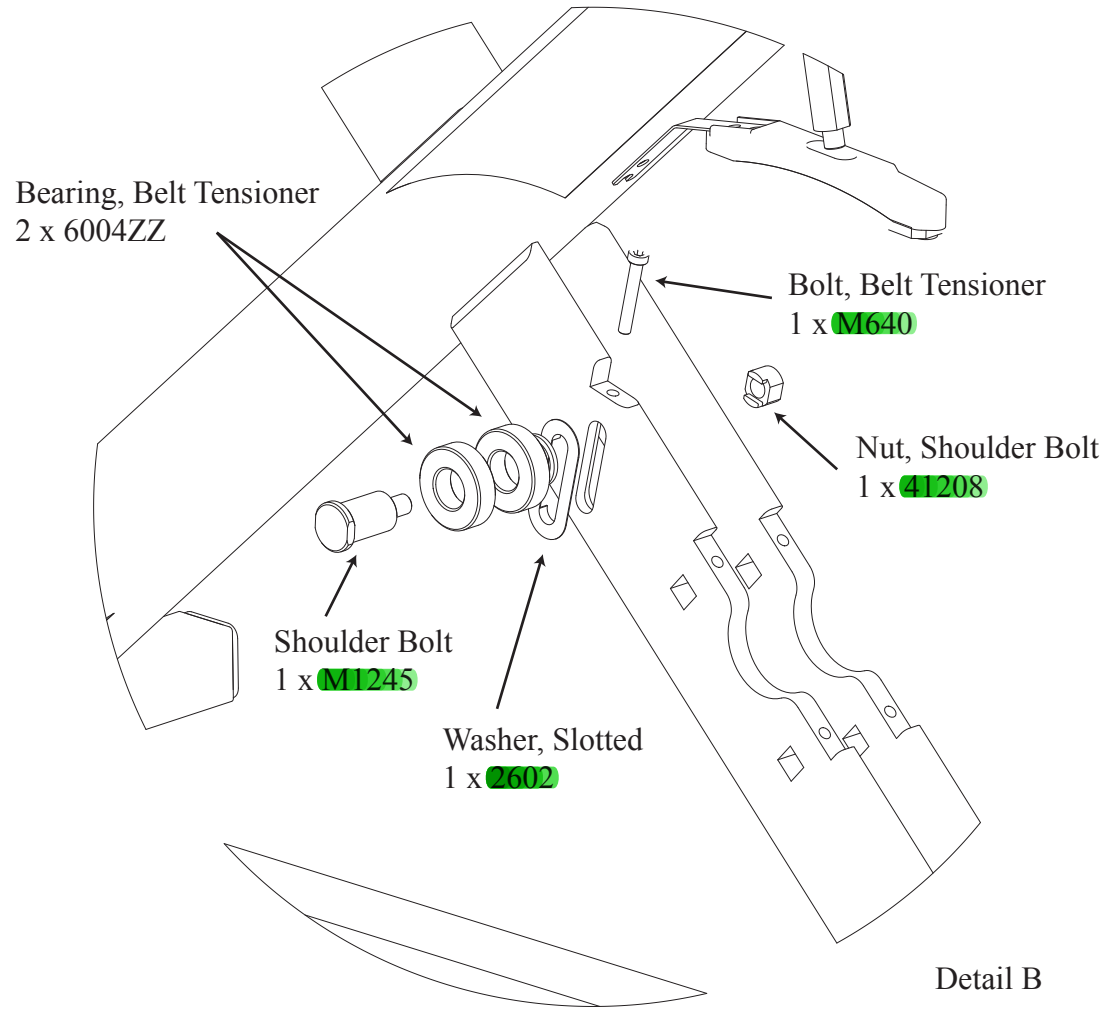 Bearing, Belt Tensioner
2 x 6004ZZ
Bolt, Belt Tensioner
1 x M640
Nut, Shoulder Bolt
1 x 41208
Shoulder Bolt
1 x M1245
Washer, Slotted
1 x 2602
Detail B